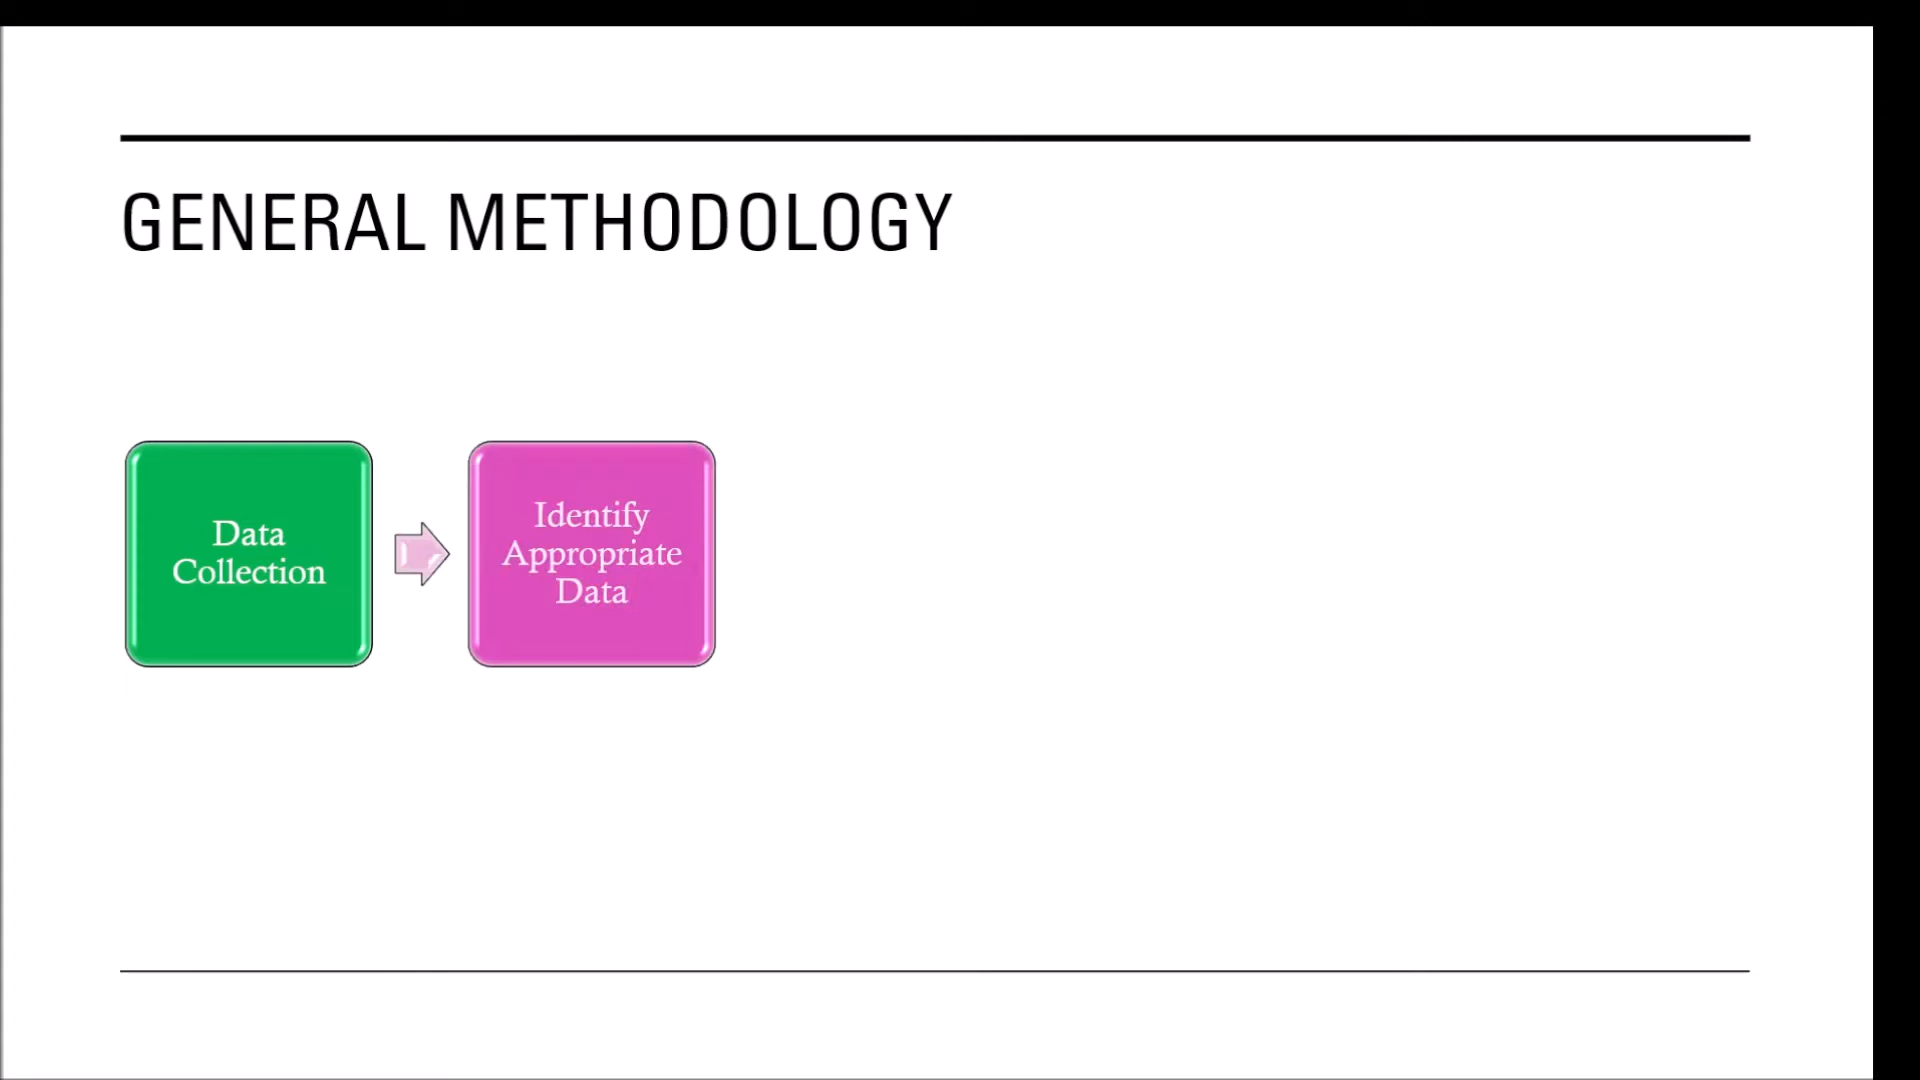 GENERAL METHODOLOGY
Data
Collection
Identify
Appropriate
Data